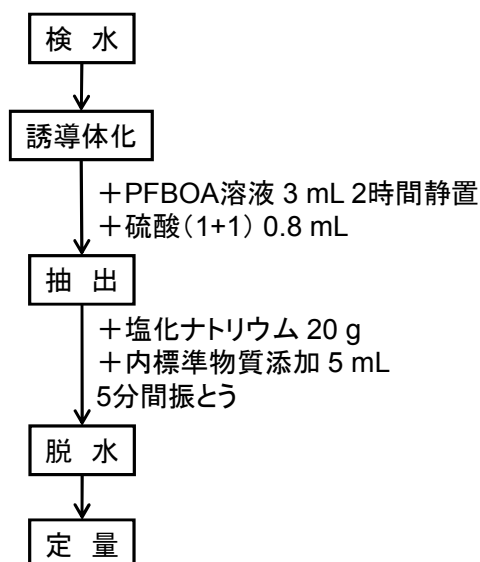 検 水
誘導体化
＋PFBOA溶液 3 mL 2時間静置
＋硫酸（1+1） 0.8 mL
抽 出
＋塩化ナトリウム 20 g
＋内標準物質添加 5 mL
5分間振とう
脱 水
定 量